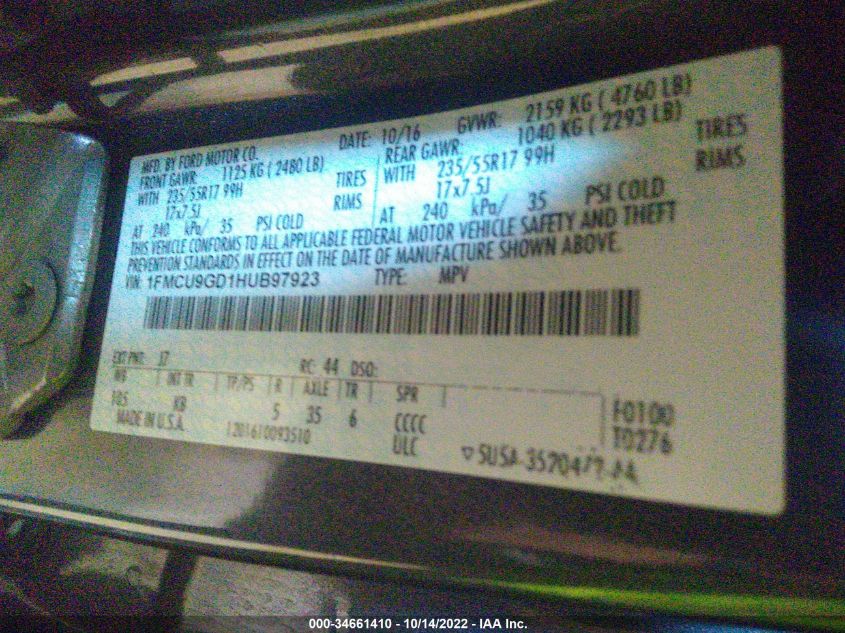 MFD. BY FORD MOTOR CO. DATE: 10/16 GVWR: 2159 KG ( 4760 LB)
FRONT GAWR: 1125 KG ( 2480 LB) REAR GAWR: 1040 KG ( 2293 LB)
WITH 235/55R17 99H TIRES WITH 235/55R17 99H TIRES
17x7.5J RIMS 17x7.5J RIMS
AT 240 kPa/ 35 PSI COLD AT 240 kPa/ 35 PSI COLD
THIS VEHICLE CONFORMS TO ALL APPLICABLE FEDERAL MOTOR VEHICLE SAFETY AND THEFT
PREVENTION STANDARDS IN EFFECT ON THE DATE OF MANUFACTURE SHOWN ABOVE.
VIN: 1FMCU9GD1HUB97923 TYPE: MPV
EXT PNT: J7 RC: 44 DSO:
WB INT TR TP/PS R AXLE TR SPR
105 KB 5 35 6 CCCC F0100
MADE IN U.S.A. 1201610093510 ULC T0276
000-34661410 - 10/14/2022 - IAA Inc.